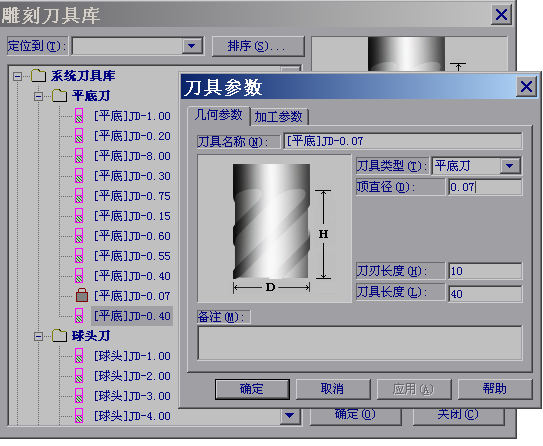 雕刻刀具库
定位到(T):
排序(S)...
系统刀具库
平底刀
[平底]JD-1.00
[平底]JD-0.20
[平底]JD-8.00
[平底]JD-0.30
[平底]JD-0.75
[平底]JD-0.15
[平底]JD-0.60
[平底]JD-0.55
[平底]JD-0.40
[平底]JD-0.07
[平底]JD-0.40
球头刀
[球头]JD-1.00
[球头]JD-2.00
[球头]JD-3.00
[球头]JD-4.00
确定(O)
关闭(C)
刀具参数
几何参数 加工参数
刀具名称(N): [平底]JD-0.07
刀具类型(T): 平底刀
顶直径(D): 0.07
H
D
刀刃长度(H): 10
刀具长度(L): 40
备注(M):
确定 取消 应用(A) 帮助